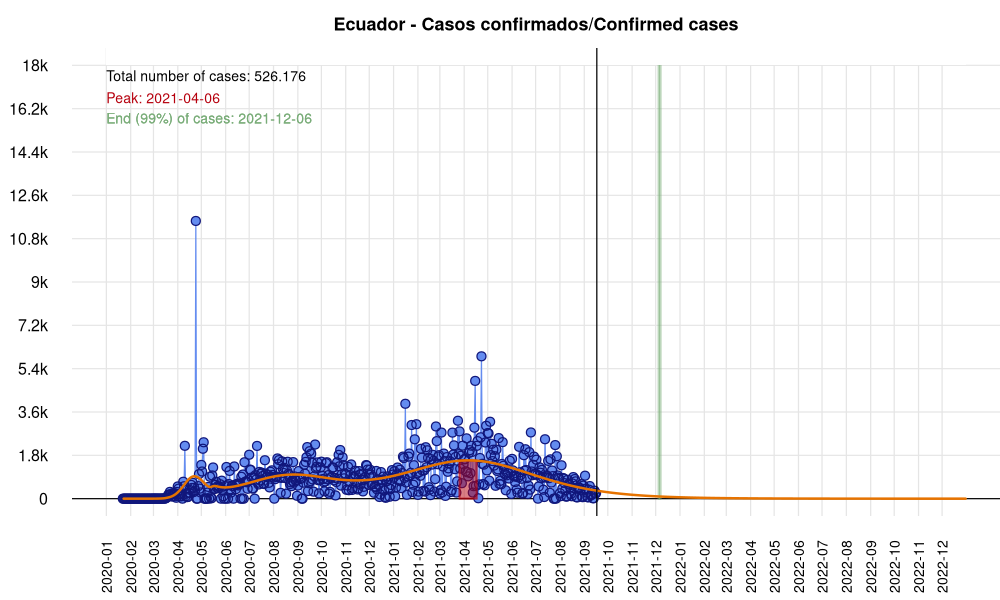 Ecuador - Casos confirmados/Confirmed cases
18k
16.2k
14.4k
12.6k
10.8k
9k
7.2k
5.4k
3.6k
1.8k
0
Total number of cases: 526.176
Peak: 2021-04-06
End (99%) of cases: 2021-12-06
2020-01
2020-02
2020-03
2020-04
2020-05
2020-06
2020-07
2020-08
2020-09
2020-10
2020-11
2020-12
2021-01
2021-02
2021-03
2021-04
2021-05
2021-06
2021-07
2021-08
2021-09
2021-10
2021-11
2021-12
2022-01
2022-02
2022-03
2022-04
2022-05
2022-06
2022-07
2022-08
2022-09
2022-10
2022-11
2022-12